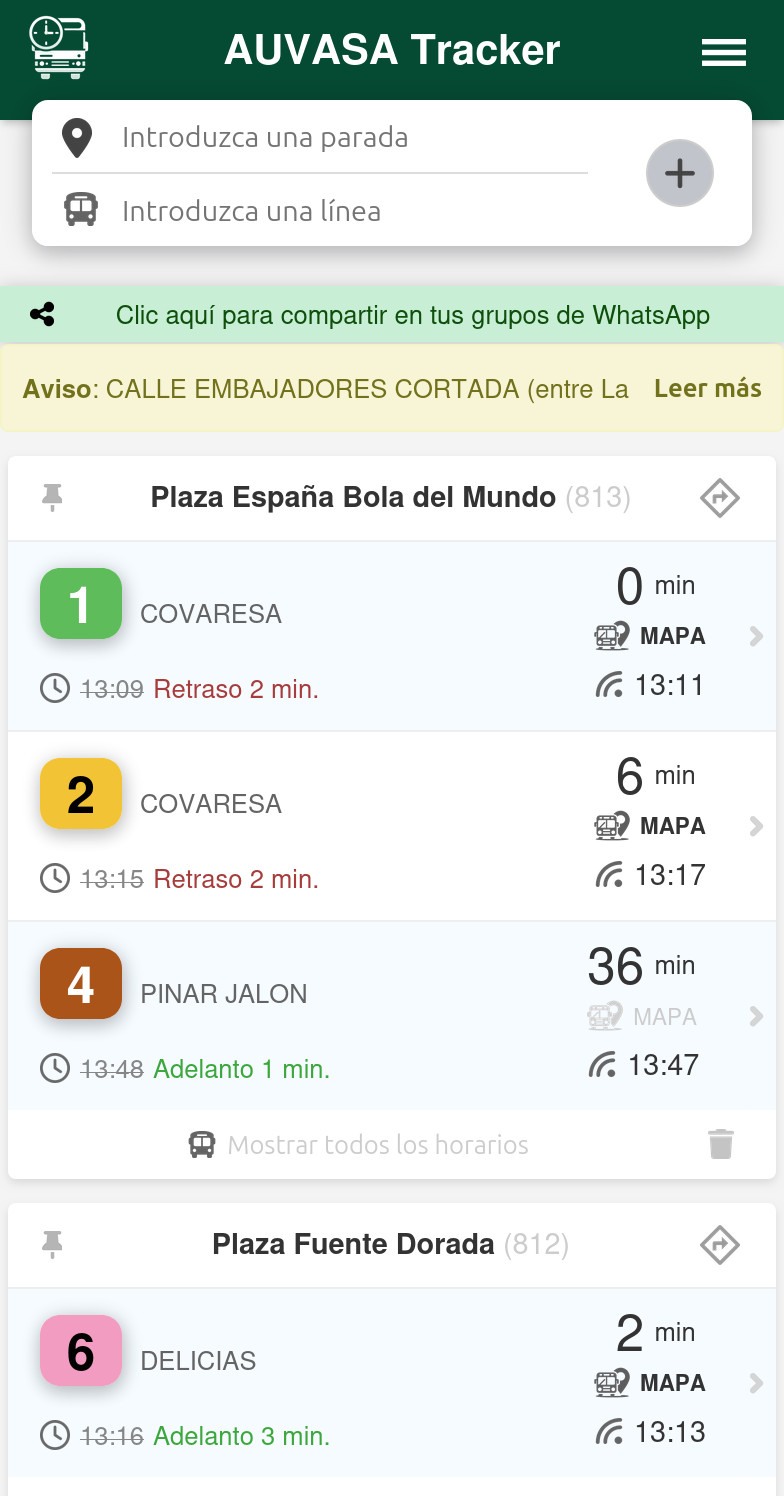 AUVASA Tracker
Introduzca una parada
Introduzca una línea
Clic aquí para compartir en tus grupos de WhatsApp
Aviso: CALLE EMBAJADORES CORTADA (entre La Leer más
Plaza España Bola del Mundo (813)
1 COVARESA 0 min
MAPA
13:09 Retraso 2 min. 13:11
2 COVARESA 6 min
MAPA
13:15 Retraso 2 min. 13:17
4 PINAR JALON 36 min
MAPA
13:48 Adelanto 1 min. 13:47
Mostrar todos los horarios
Plaza Fuente Dorada (812)
6 DELICIAS 2 min
MAPA
13:16 Adelanto 3 min. 13:13